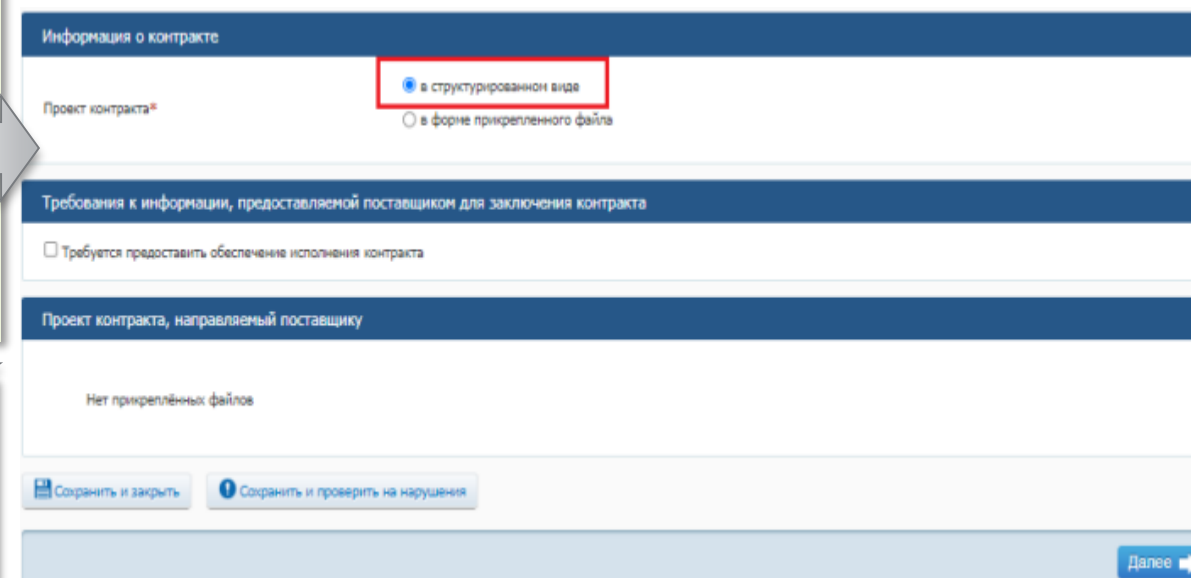 Информация о контракте
в структурированном виде
Проект контракта*
в форме прикрепленного файла
Требования к информации, предоставляемой поставщиком для заключения контракта
Требуется предоставить обеспечение исполнения контракта
Проект контракта, направляемый поставщику
Нет прикреплённых файлов
Сохранить и закрыть Сохранить и проверить на нарушения
Далее